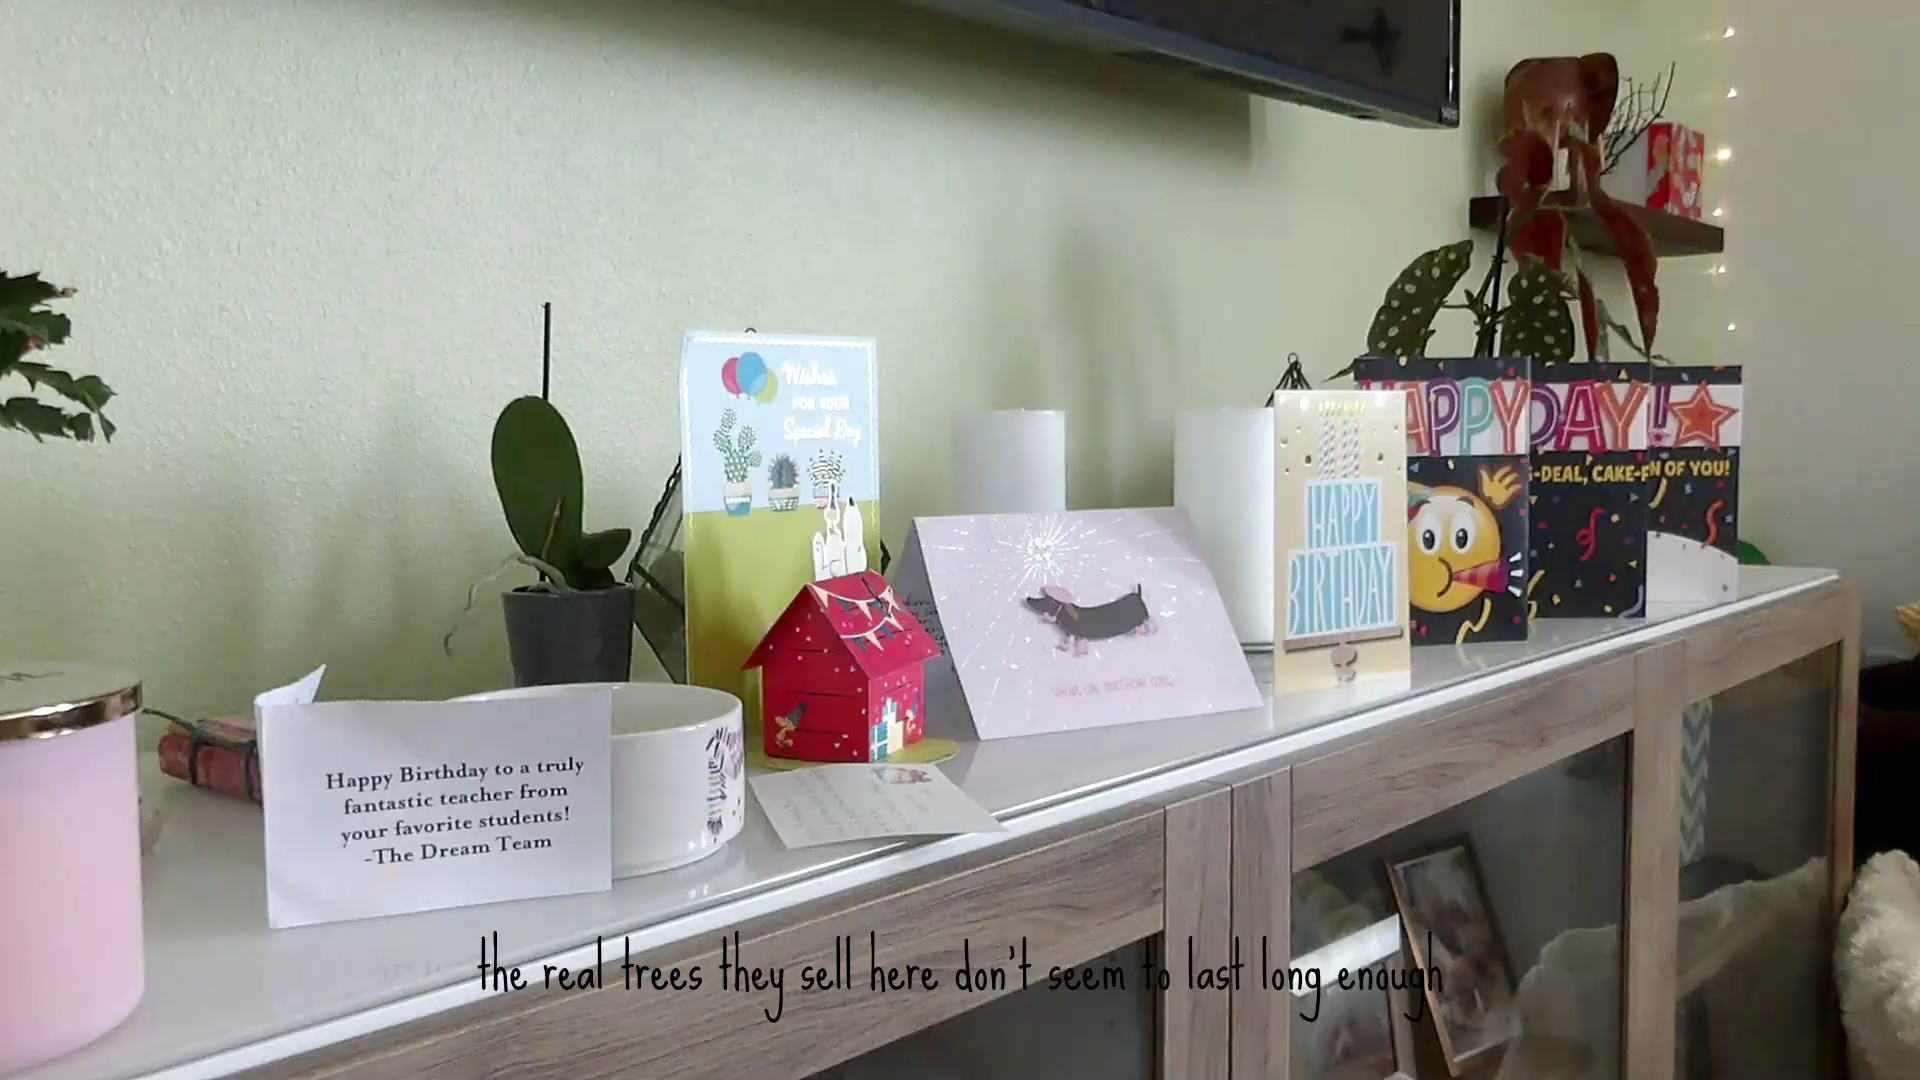 Wishes
FOR YOUR
Special Day
HAPPY
BIRTHDAY
HAPPY DAY!
-DEAL, CAKE-
N OF YOU!
Happy Birthday to a truly
fantastic teacher from
your favorite students!
-The Dream Team
the real trees they sell here don't seem to last long enough